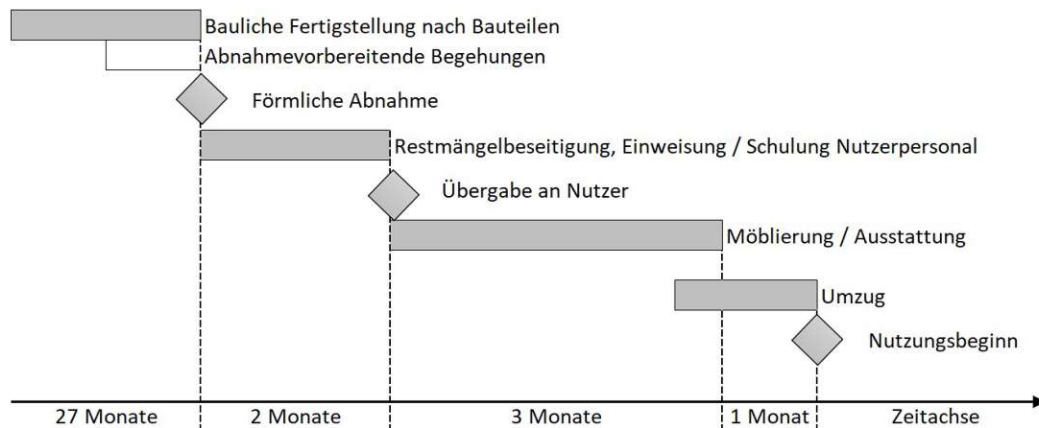 Bauliche Fertigstellung nach Bauteilen
Abnahmevorbereitende Begehungen
Förmliche Abnahme
Restmängelbeseitigung, Einweisung / Schulung Nutzerpersonal
Übergabe an Nutzer
Möblierung / Ausstattung
Umzug
Nutzungsbeginn
27 Monate 2 Monate 3 Monate 1 Monat Zeitachse